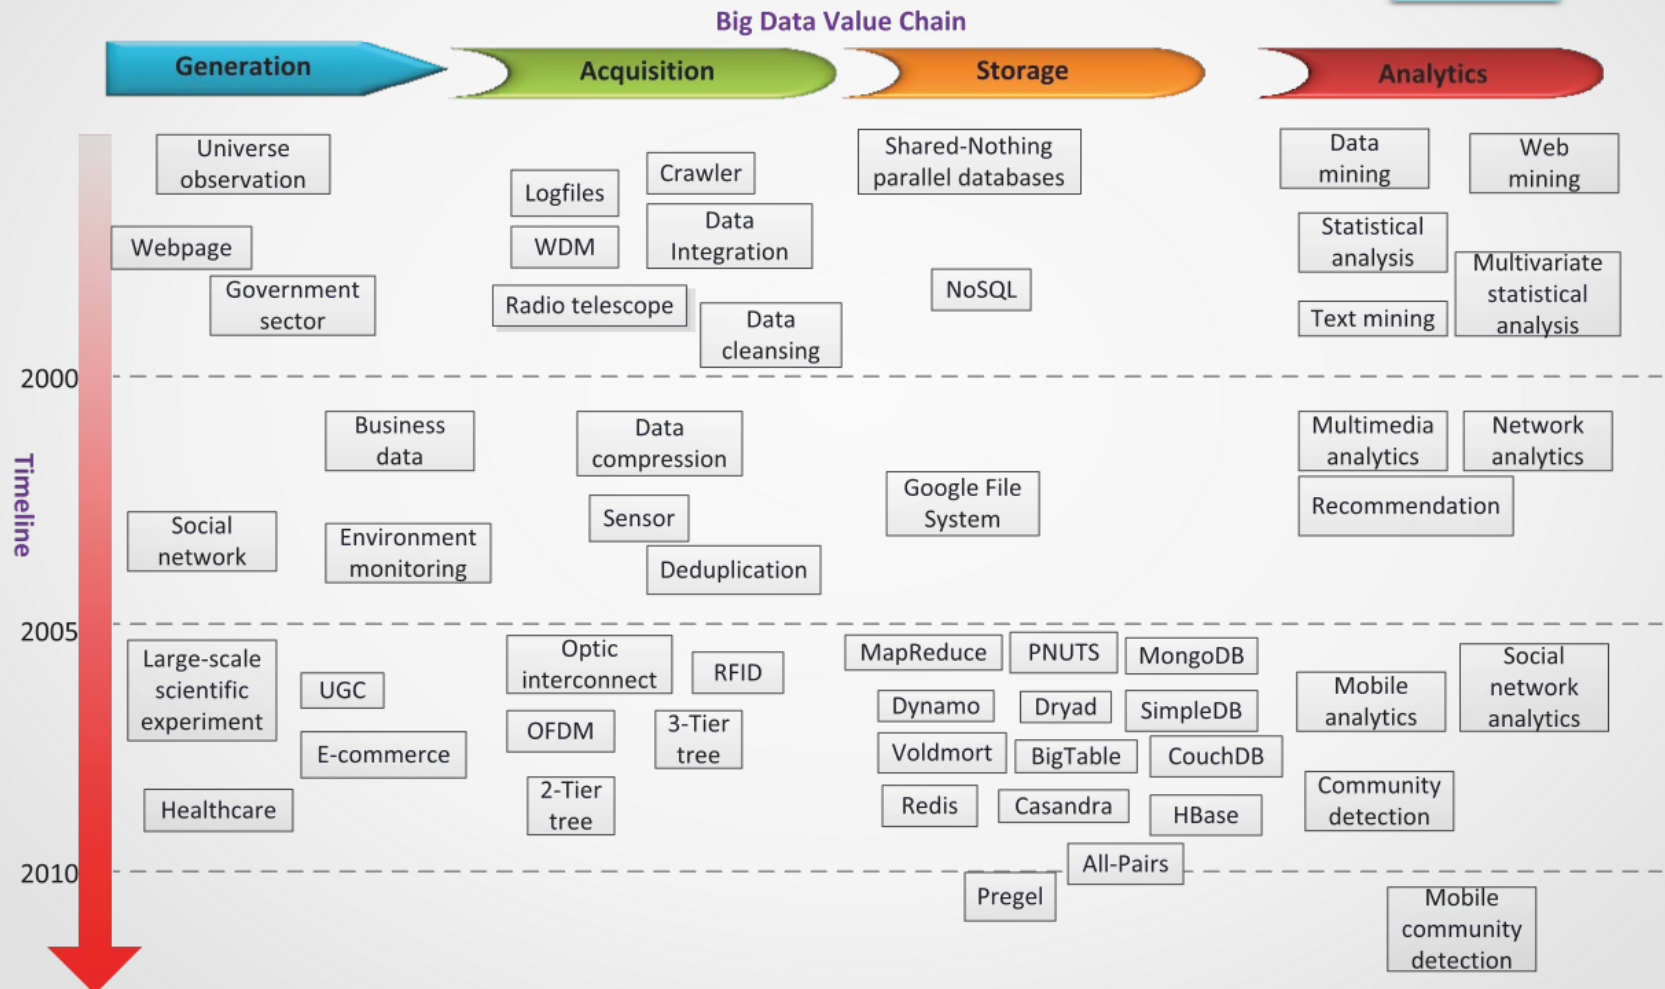 Big Data Value Chain
Generation
Acquisition
Storage
Analytics
Timeline
Universe
observation
Webpage
Government
sector
Logfiles
Crawler
WDM
Data
Integration
Radio telescope
Data
cleansing
Shared-Nothing
parallel databases
NoSQL
Data
mining
Web
mining
Statistical
analysis
Multivariate
statistical
analysis
Text mining
2000
Business
data
Social
network
Environment
monitoring
Data
compression
Sensor
Deduplication
Google File
System
Multimedia
analytics
Network
analytics
Recommendation
2005
Large-scale
scientific
experiment
UGC
E-commerce
Healthcare
Optic
interconnect
RFID
OFDM
3-Tier
tree
2-Tier
tree
MapReduce
PNUTS
MongoDB
Dynamo
Dryad
SimpleDB
Voldmort
BigTable
CouchDB
Redis
Casandra
HBase
All-Pairs
Mobile
analytics
Social
network
analytics
Community
detection
2010
Pregel
Mobile
community
detection